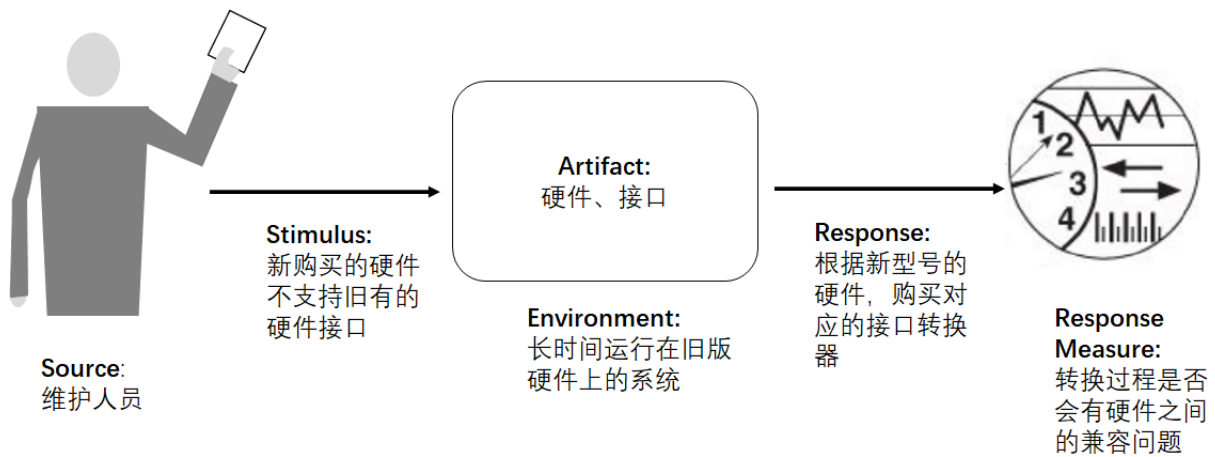 Source:
维护人员
Stimulus:
新购买的硬件
不支持旧有的
硬件接口
Artifact:
硬件、接口
Environment:
长时间运行在旧版
硬件上的系统
Response:
根据新型号的
硬件，购买对
应的接口转换
器
1
2
3
4
Response
Measure:
转换过程是否
会有硬件之间
的兼容问题